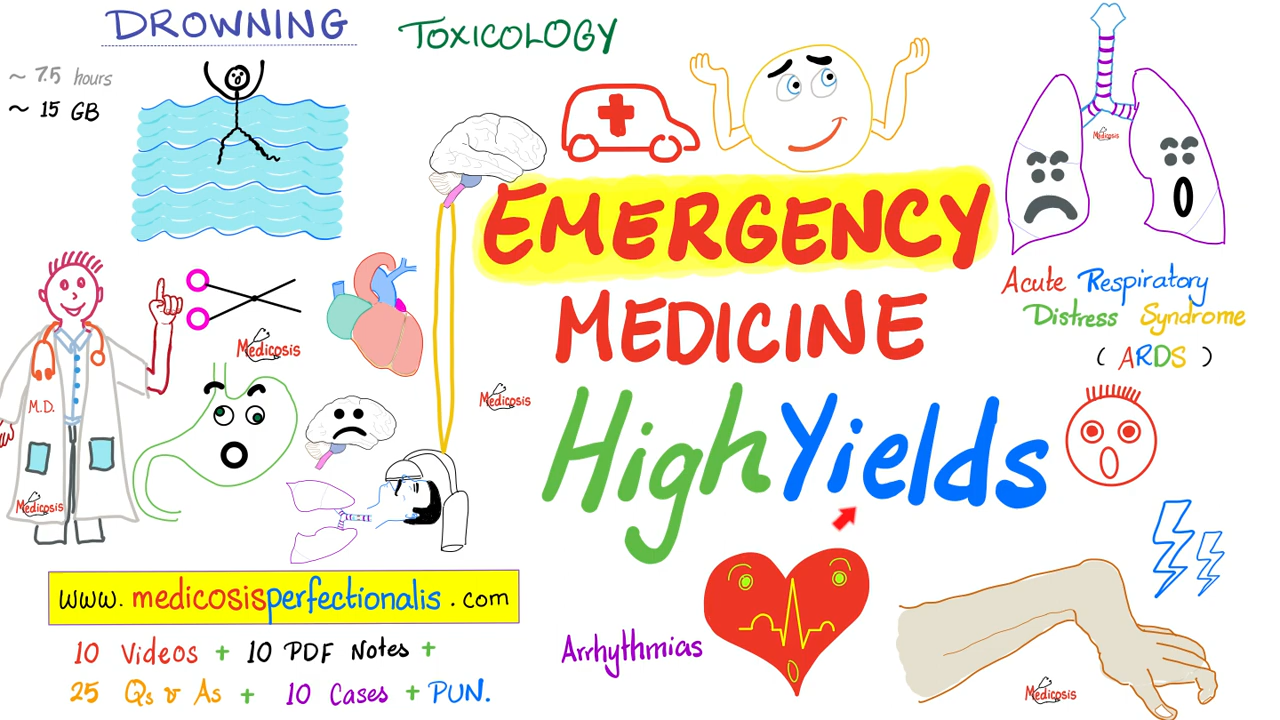 DROWNING
TOXICOLOGY
~ 7.5 hours
~ 15 GB
Medicosis
EMERGENCY
MEDICINE
HighYields
Acute Respiratory
Distress Syndrome
( ARDS )
Medicosis
Medicosis
M.D.
Medicosis
www.medicosisperfectionalis.com
10 Videos + 10 PDF Notes +
25 Qs & As + 10 Cases + PUN.
Arrhythmias
Medicosis